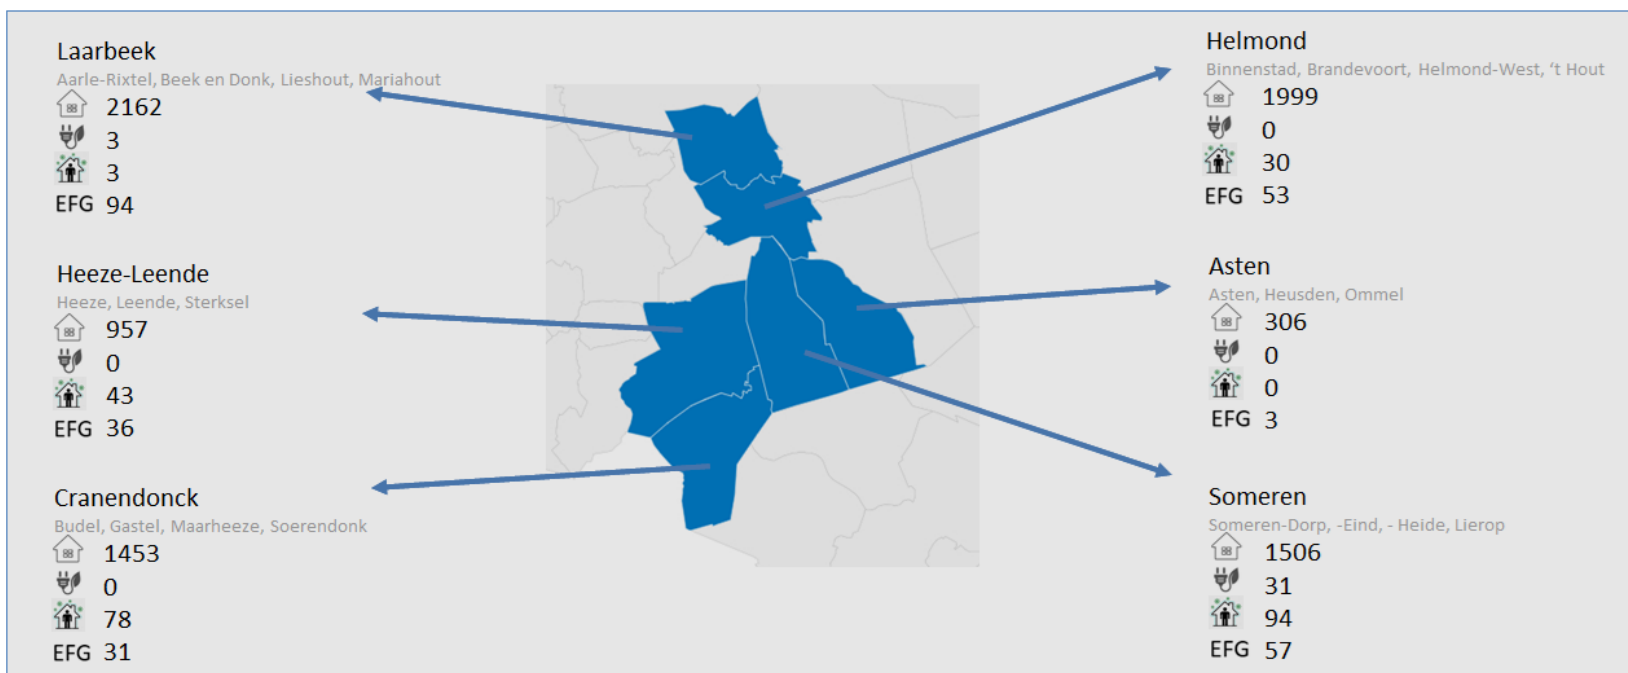 Laarbeek
Aarle-Rixtel, Beek en Donk, Lieshout, Mariahout
2162
3
3
EFG 94
Heeze-Leende
Heeze, Leende, Sterksel
957
0
43
EFG 36
Cranendonck
Budel, Gastel, Maarheeze, Soerendonk
1453
0
78
EFG 31
Helmond
Binnenstad, Brandevoort, Helmond-West, ‘t Hout
1999
0
30
EFG 53
Asten
Asten, Heusden, Ommel
306
0
0
EFG 3
Someren
Someren-Dorp, -Eind, - Heide, Lierop
1506
31
94
EFG 57